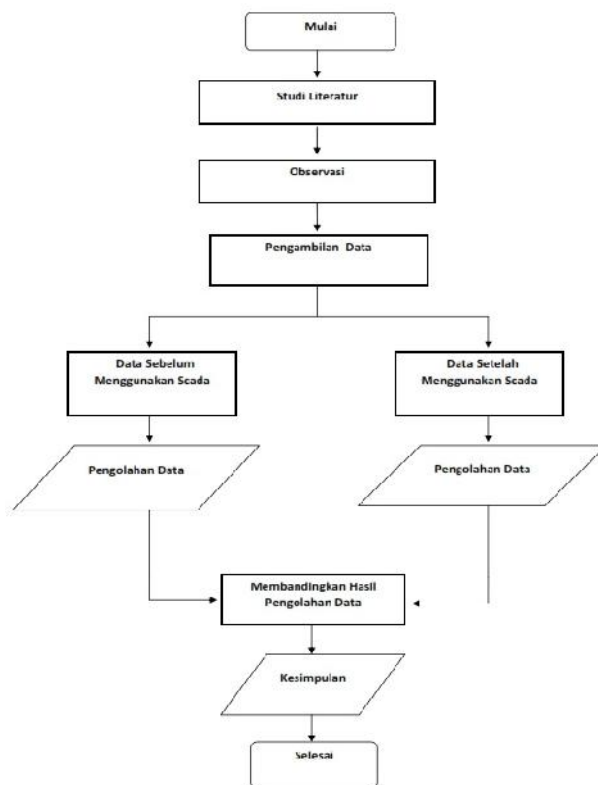 Mulai
Studi Literatur
Observasi
Pengambilan Data
Data Sebelum
Menggunakan Scada
Data Setelah
Menggunakan Scada
Pengolahan Data
Pengolahan Data
Membandingkan Hasil
Pengolahan Data
Kesimpulan
Selesai